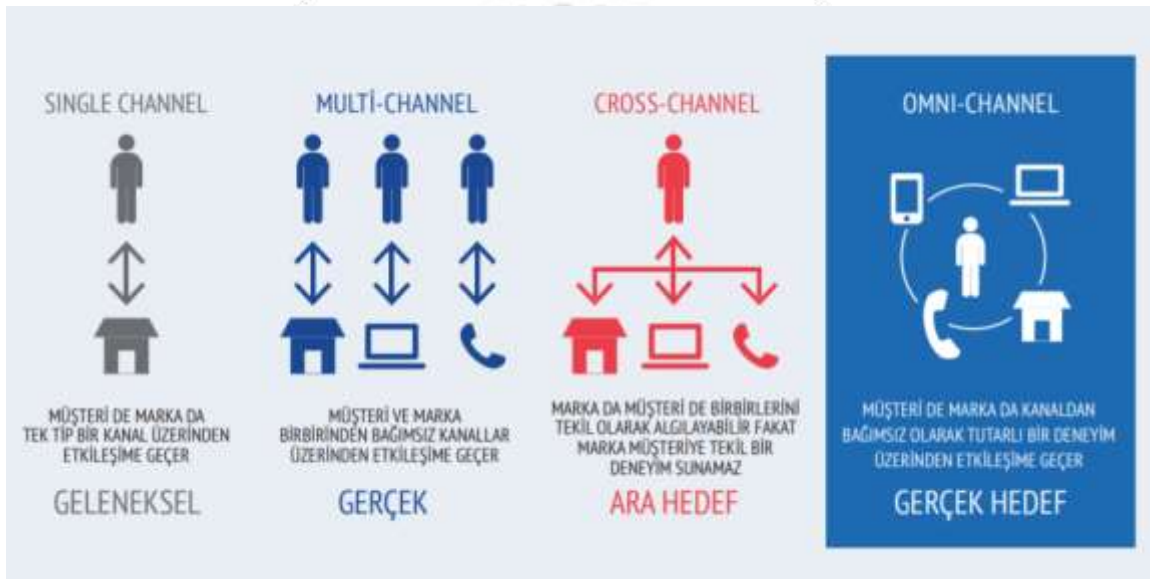 SINGLE CHANNEL
MÜŞTERİ DE MARKA DA
TEK TİP BİR KANAL ÜZERİNDEN
ETKİLEŞİME GEÇER
GELENEKSEL
MULTİ-CHANNEL
MÜŞTERİ VE MARKA
BİRBİRİNDEN BAĞIMSIZ KANALLAR
ÜZERİNDEN ETKİLEŞİME GEÇER
GERÇEK
CROSS-CHANNEL
MARKA DA MÜŞTERİ DE BİRBİRLERİNİ
TEKİL OLARAK ALGILAYABİLİR FAKAT
MARKA MÜŞTERİYE TEKİL BİR
DENEYİM SUNAMAZ
ARA HEDEF
OMNI-CHANNEL
MÜŞTERİ DE MARKA DA KANALDAN
BAĞIMSIZ OLARAK TUTARLI BİR DENEYİM
ÜZERİNDEN ETKİLEŞİME GEÇER
GERÇEK HEDEF